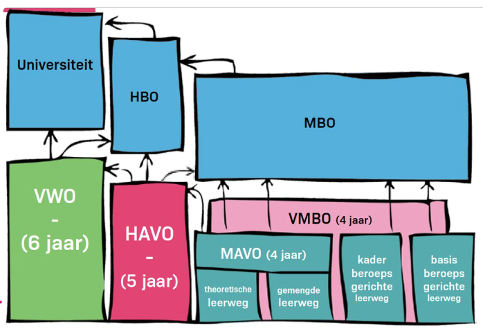 Universiteit
HBO
MBO
VWO
-
(6 jaar)
HAVO
-
(5 jaar)
VMBO (4 jaar)
MAVO (4 jaar)
theoretische
leerweg
gemengde
leerweg
kader
beroeps
gerichte
leerweg
basis
beroeps
gerichte
leerweg